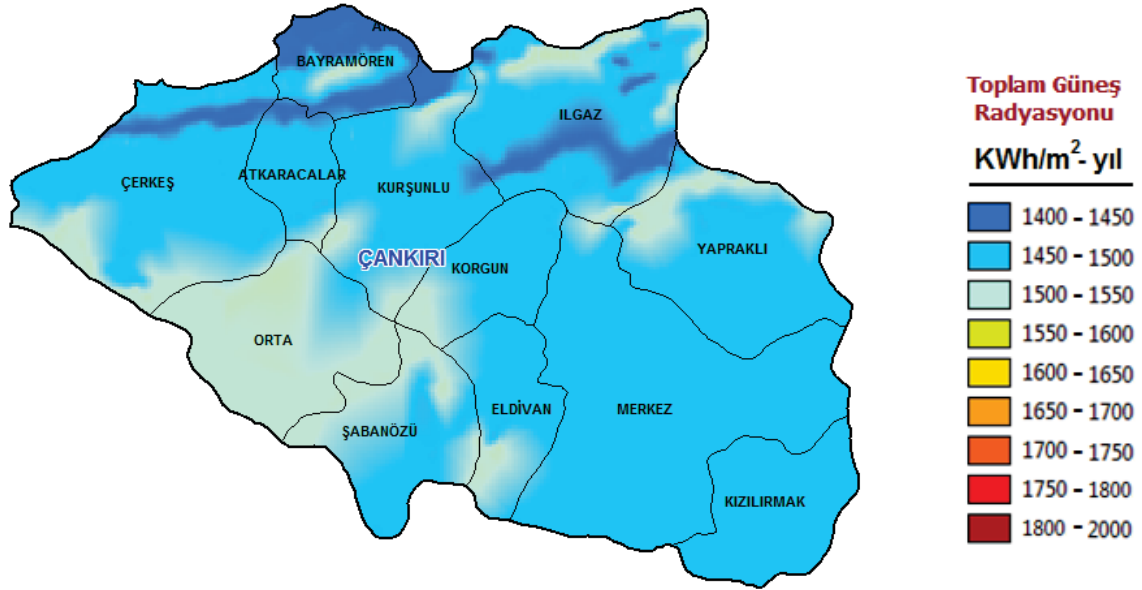 BAYRAMÖREN
ILGAZ
ÇERKEŞ
ATKARACALAR
KURŞUNLU
YAPRAKLI
ÇANKIRI
KORGUN
ORTA
ELDİVAN
MERKEZ
ŞABANÖZÜ
KIZILIRMAK
Toplam Güneş
Radyasyonu
KWh/m²- yıl
1400 - 1450
1450 - 1500
1500 - 1550
1550 - 1600
1600 - 1650
1650 - 1700
1700 - 1750
1750 - 1800
1800 - 2000